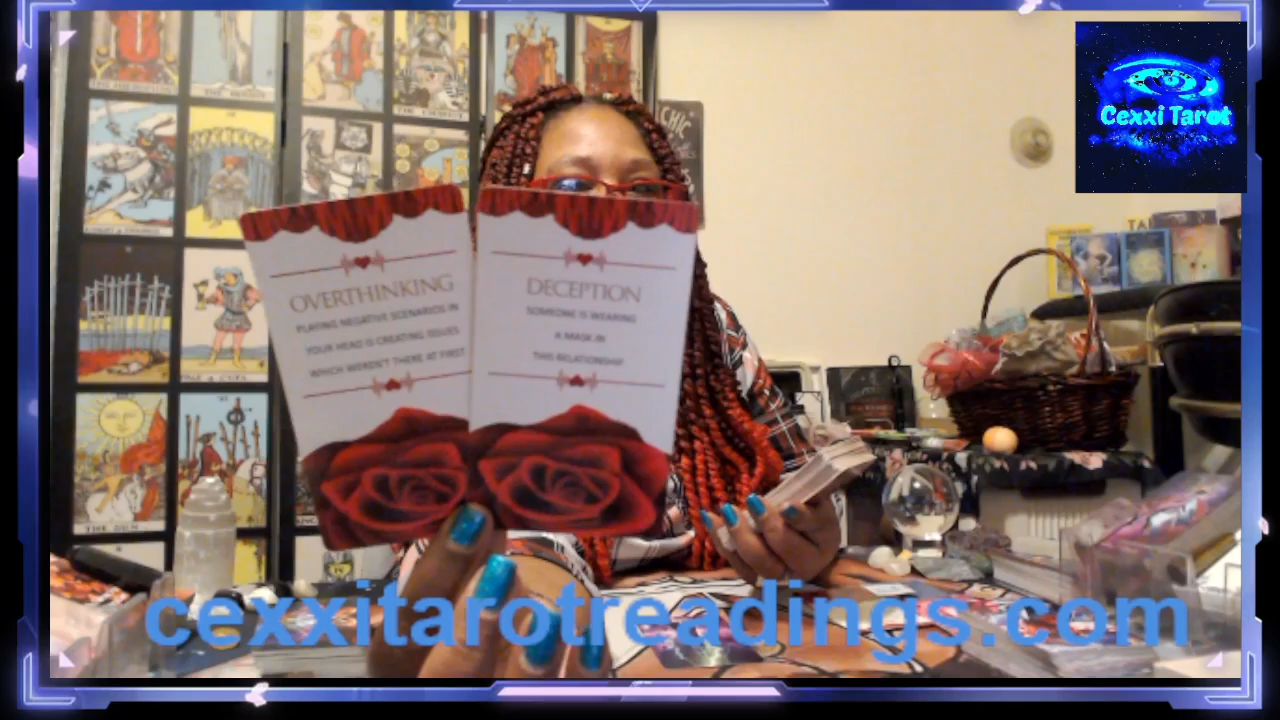 Cexxi Tarot
OVERTHINKING
PLAYING NEGATIVE SCENARIOS IN
YOUR HEAD IS CREATING ISSUES
WHICH WEREN'T THERE AT FIRST
DECEPTION
SOMEONE IS WEARING
A MASK IN
THIS RELATIONSHIP
THE SUN
cexxitarotreadings.com